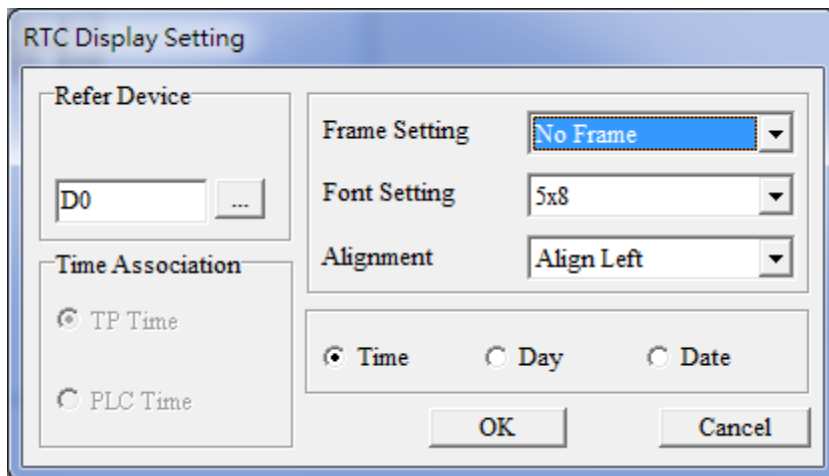 RTC Display Setting
Refer Device
D0
...
Time Association
TP Time
PLC Time
Frame Setting
No Frame
Font Setting
5x8
Alignment
Align Left
Time
Day
Date
OK
Cancel